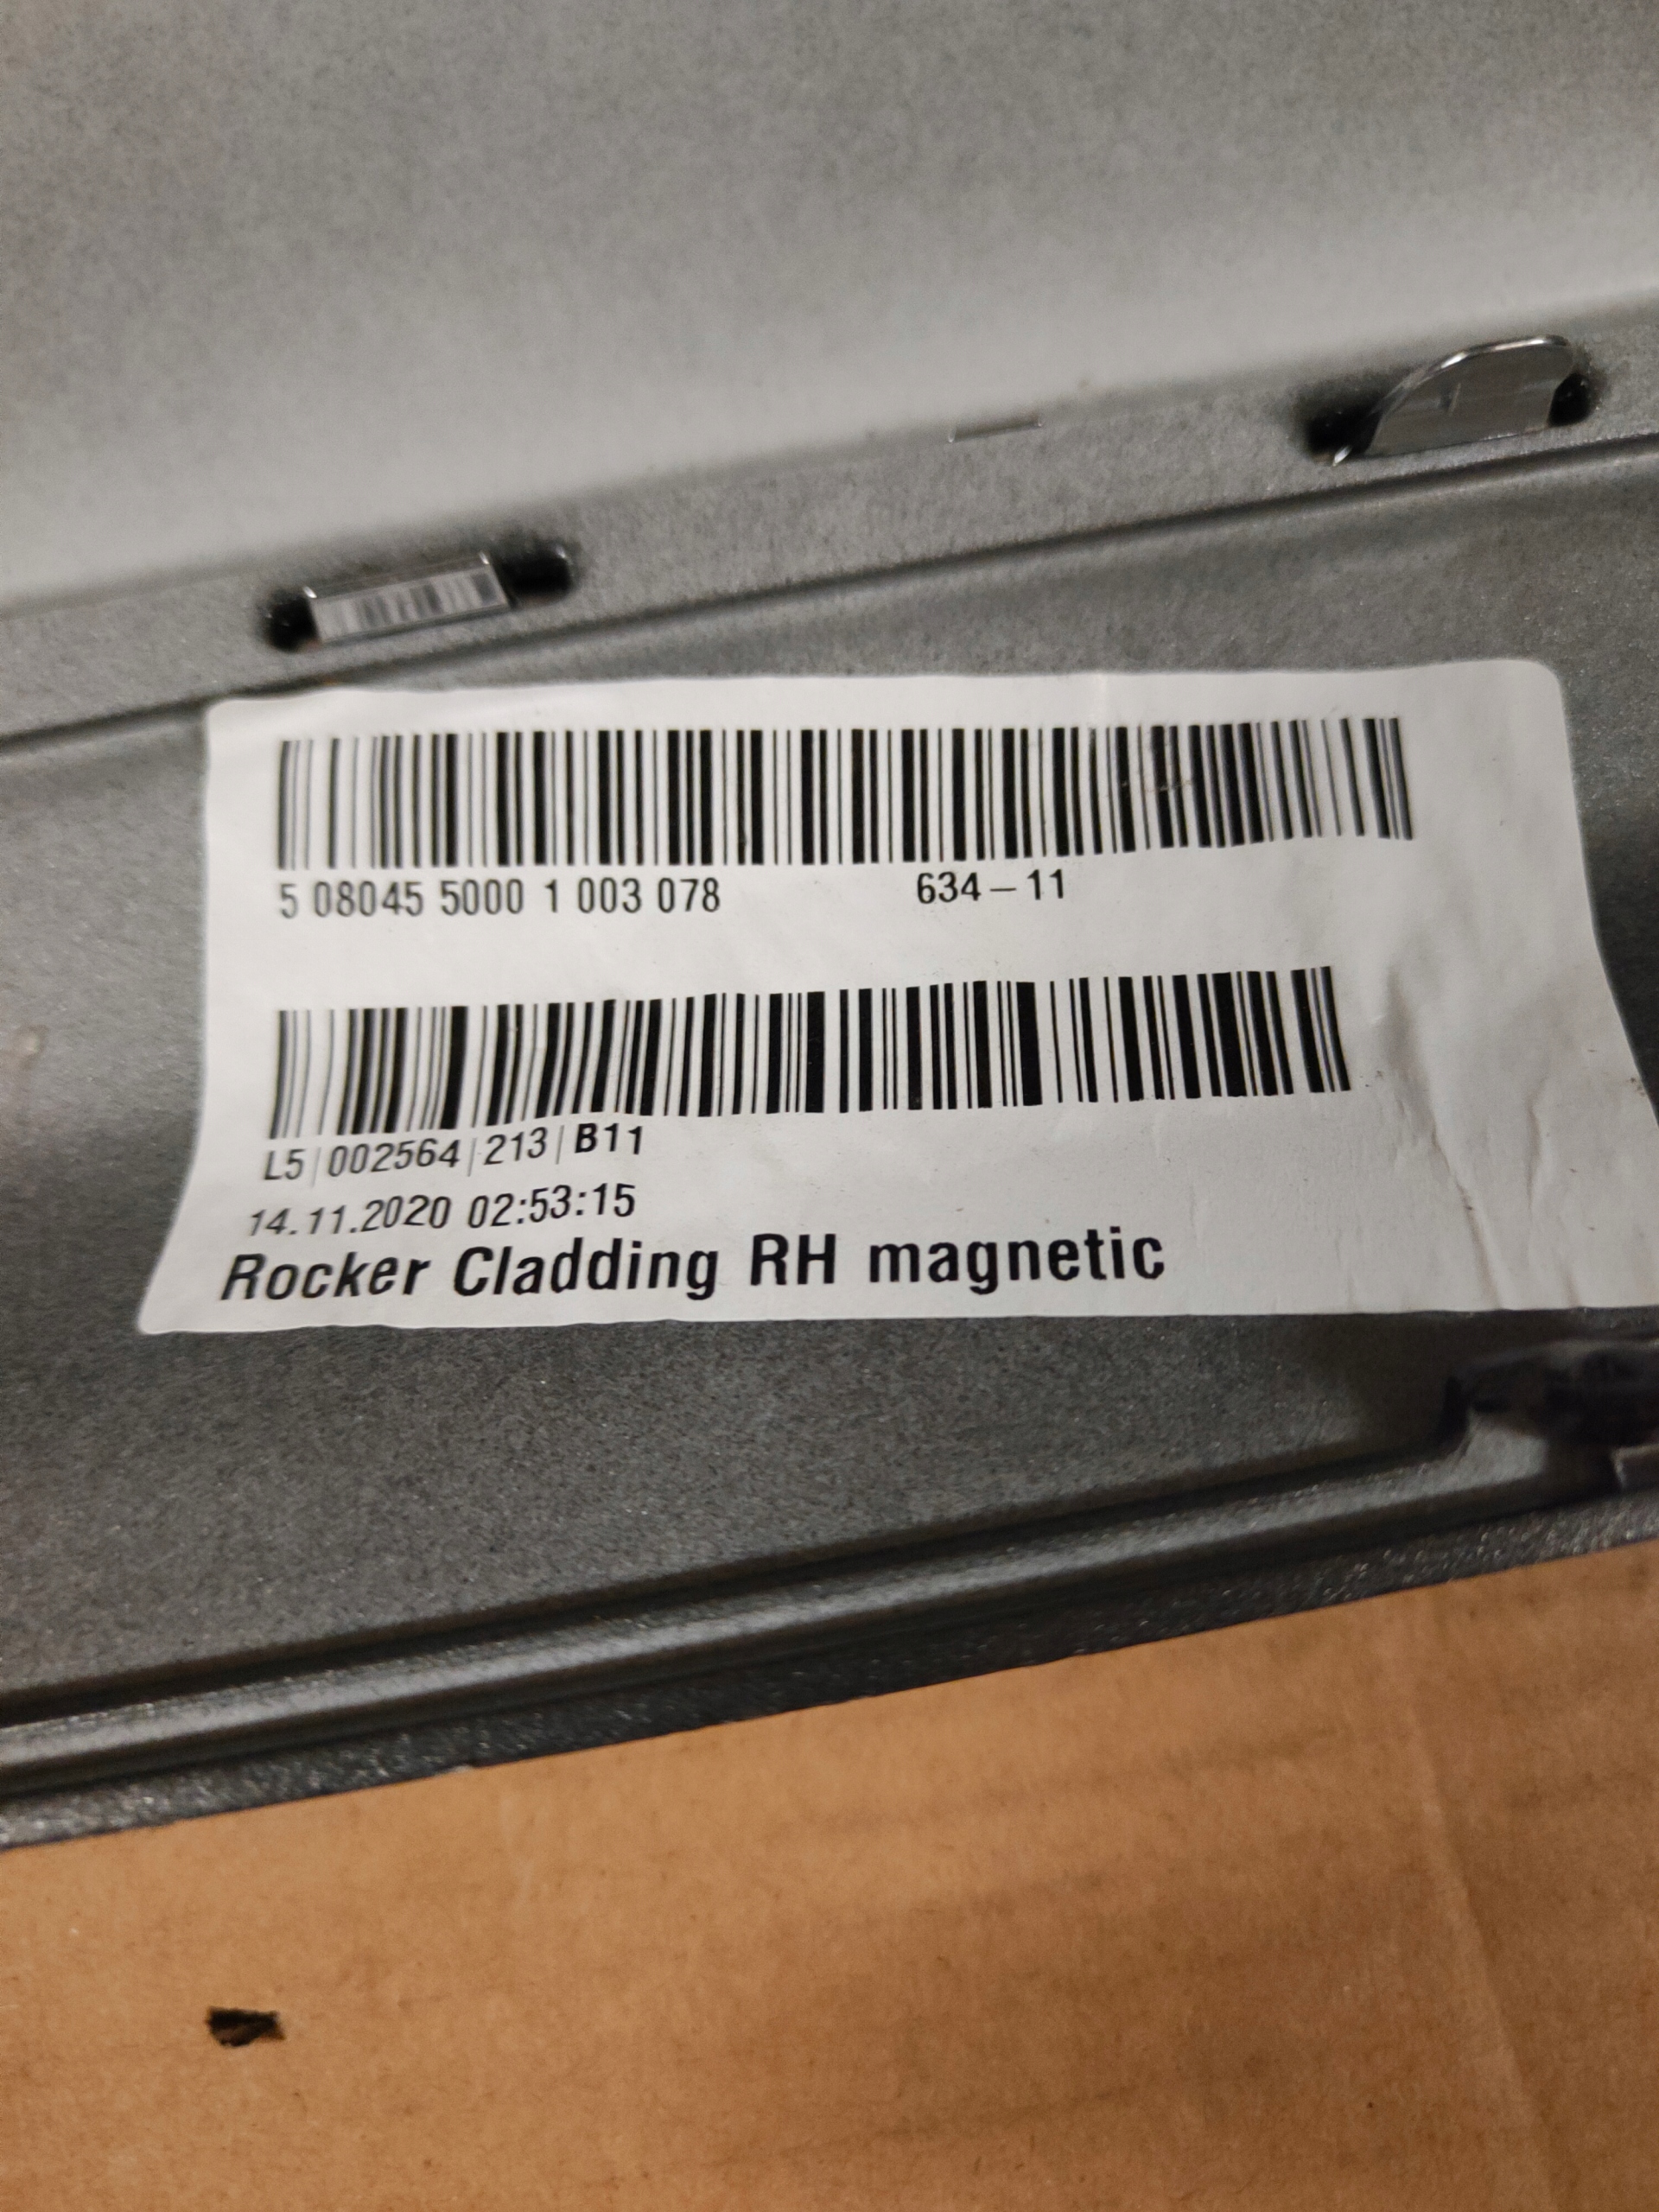 5 08045 5000 1 003 078 634-11
L5|002564|213|B11
14.11.2020 02:53:15
Rocker Cladding RH magnetic